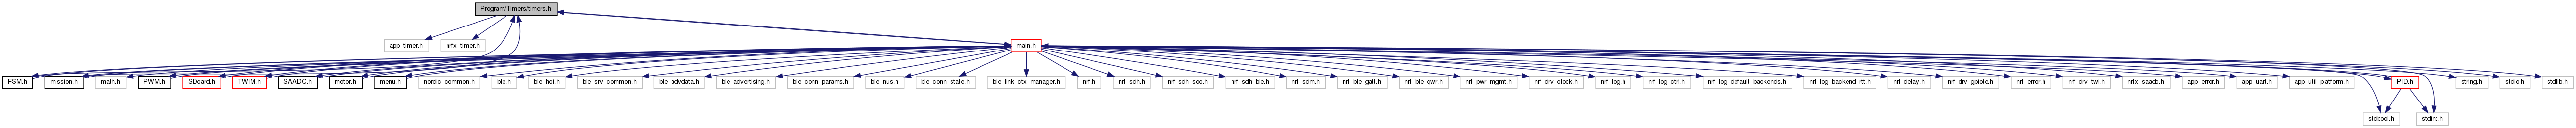 Program/Timers/timers.h
app_timer.h
nrfx_timer.h
main.h
FSM.h
mission.h
math.h
PWM.h
SDcard.h
TWIM.h
SAADC.h
motor.h
menu.h
nordic_common.h
ble.h
ble_hci.h
ble_srv_common.h
ble_advdata.h
ble_advertising.h
ble_conn_params.h
ble_nus.h
ble_conn_state.h
ble_link_ctx_manager.h
nrf.h
nrf_sdh.h
nrf_sdh_soc.h
nrf_sdh_ble.h
nrf_sdm.h
nrf_ble_gatt.h
nrf_ble_qwr.h
nrf_pwr_mgmt.h
nrf_drv_clock.h
nrf_log.h
nrf_log_ctrl.h
nrf_log_default_backends.h
nrf_log_backend_rtt.h
nrf_delay.h
nrf_drv_gpiote.h
nrf_error.h
nrf_drv_twi.h
nrfx_saadc.h
app_error.h
app_uart.h
app_util_platform.h
PID.h
string.h
stdio.h
stdlib.h
stdbool.h
stdint.h